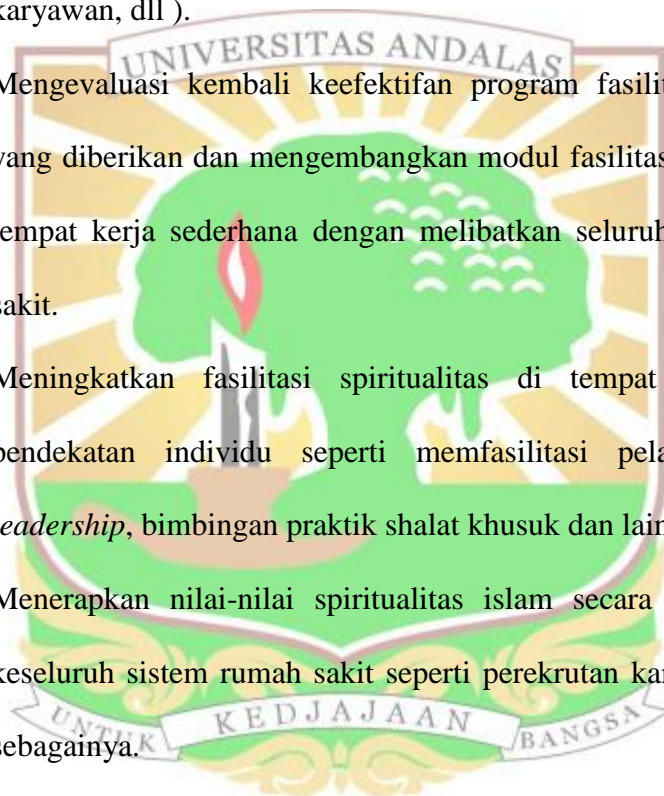 karyawan, dll ).
UNIVERSITAS ANDALAS
Mengevaluasi kembali keefektifan program fasilit
yang diberikan dan mengembangkan modul fasilitas
tempat kerja sederhana dengan melibatkan seluruh
sakit.
Meningkatkan fasilitasi spiritualitas di tempat
pendekatan individu seperti memfasilitasi pela
leadership, bimbingan praktik shalat khusuk dan lain
Menerapkan nilai-nilai spiritualitas islam secara
keseluruh sistem rumah sakit seperti perekrutan kar
sebagainya.
UNTUK KEDJAJAAN BANGSA